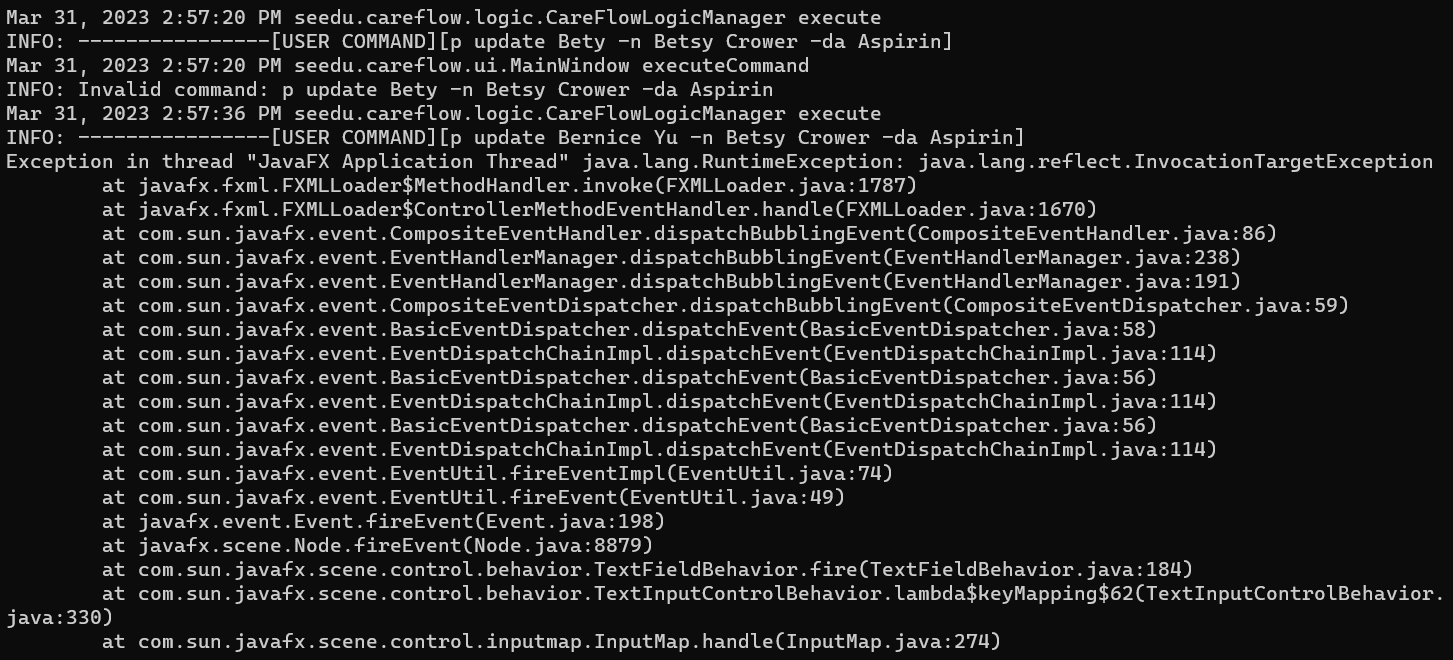 Mar 31, 2023 2:57:20 PM seedu.careflow.logic.CareFlowLogicManager execute
INFO: ----------------[USER COMMAND][p update Bety -n Betsy Crower -da Aspirin]
Mar 31, 2023 2:57:20 PM seedu.careflow.ui.MainWindow executeCommand
INFO: Invalid command: p update Bety -n Betsy Crower -da Aspirin
Mar 31, 2023 2:57:36 PM seedu.careflow.logic.CareFlowLogicManager execute
INFO: ----------------[USER COMMAND][p update Bernice Yu -n Betsy Crower -da Aspirin]
Exception in thread "JavaFX Application Thread" java.lang.RuntimeException: java.lang.reflect.InvocationTargetException
        at javafx.fxml.FXMLLoader$MethodHandler.invoke(FXMLLoader.java:1787)
        at javafx.fxml.FXMLLoader$ControllerMethodEventHandler.handle(FXMLLoader.java:1670)
        at com.sun.javafx.event.CompositeEventHandler.dispatchBubblingEvent(CompositeEventHandler.java:86)
        at com.sun.javafx.event.EventHandlerManager.dispatchBubblingEvent(EventHandlerManager.java:238)
        at com.sun.javafx.event.EventHandlerManager.dispatchBubblingEvent(EventHandlerManager.java:191)
        at com.sun.javafx.event.CompositeEventDispatcher.dispatchBubblingEvent(CompositeEventDispatcher.java:59)
        at com.sun.javafx.event.BasicEventDispatcher.dispatchEvent(BasicEventDispatcher.java:58)
        at com.sun.javafx.event.EventDispatchChainImpl.dispatchEvent(EventDispatchChainImpl.java:114)
        at com.sun.javafx.event.BasicEventDispatcher.dispatchEvent(BasicEventDispatcher.java:56)
        at com.sun.javafx.event.EventDispatchChainImpl.dispatchEvent(EventDispatchChainImpl.java:114)
        at com.sun.javafx.event.BasicEventDispatcher.dispatchEvent(BasicEventDispatcher.java:56)
        at com.sun.javafx.event.EventDispatchChainImpl.dispatchEvent(EventDispatchChainImpl.java:114)
        at com.sun.javafx.event.EventUtil.fireEventImpl(EventUtil.java:74)
        at com.sun.javafx.event.EventUtil.fireEvent(EventUtil.java:49)
        at javafx.event.Event.fireEvent(Event.java:198)
        at javafx.scene.Node.fireEvent(Node.java:8879)
        at com.sun.javafx.scene.control.behavior.TextFieldBehavior.fire(TextFieldBehavior.java:184)
        at com.sun.javafx.scene.control.behavior.TextInputControlBehavior.lambda$keyMapping$62(TextInputControlBehavior.
java:330)
        at com.sun.javafx.scene.control.inputmap.InputMap.handle(InputMap.java:274)